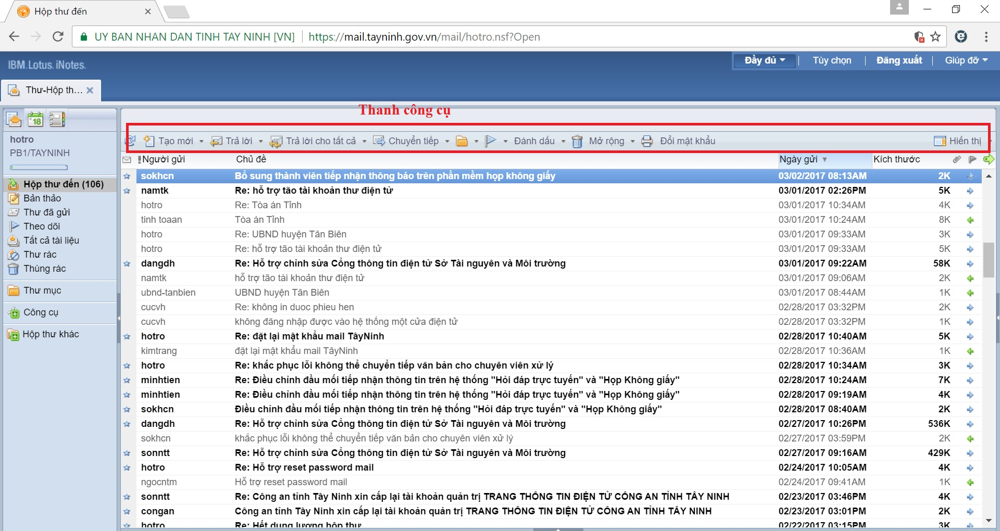 Hộp thư đến
UY BAN NHAN DAN TINH TAY NINH [VN] https://mail.tayninh.gov.vn/mail/hotro.nsf?Open
IBM.Lotus.iNotes.
Đầy đủ Tùy chọn Đăng xuất Giúp đỡ
Thư-Hộp th...
Thanh công cụ
18
hotro
PB1/TAYNINH
Hộp thư đến (106)
Bản thảo
Thư đã gửi
Theo dõi
Tất cả tài liệu
Thư rác
Thùng rác
Thư mục
Công cụ
Hộp thư khác
Tạo mới Trả lời Trả lời cho tất cả Chuyển tiếp Đánh dấu Mở rộng Đổi mật khẩu Hiển thị
!Người gửi Chủ đề Ngày gửi Kích thước
sokhcn Bổ sung thành viên tiếp nhận thông báo trên phần mềm họp không giấy 03/02/2017 08:13AM 2K
namtk Re: hỗ trợ tão tài khoản thư điện tử 03/01/2017 02:26PM 5K
hotro Re: Tòa án Tỉnh 03/01/2017 10:34AM 4K
tinh toaan Tòa án Tỉnh 03/01/2017 10:24AM 8K
hotro Re: UBND huyện Tân Biên 03/01/2017 09:33AM 3K
hotro Re: hỗ trợ tão tài khoản thư điện tử 03/01/2017 09:33AM 5K
dangdh Re: Hỗ trợ chỉnh sửa Cổng thông tin điện tử Sở Tài nguyên và Môi trường 03/01/2017 09:22AM 58K
namtk hỗ trợ tão tài khoản thư điện tử 03/01/2017 09:06AM 2K
ubnd-tanbien UBND huyện Tân Biên 03/01/2017 08:44AM 1K
cucvh Re: không in duoc phieu hen 02/28/2017 03:32PM 2K
cucvh không đăng nhập được vào hệ thống một cửa điện tử 02/28/2017 03:32PM 1K
hotro Re: đặt lại mật khẩu mail TâyNinh 02/28/2017 10:40AM 5K
kimtrang đặt lại mật khẩu mail TâyNinh 02/28/2017 10:36AM 1K
hotro Re: khắc phục lỗi không thể chuyển tiếp văn bản cho chuyên viên xử lý 02/28/2017 10:34AM 3K
minhtien Re: Điều chỉnh đầu mối tiếp nhận thông tin trên hệ thống "Hỏi đáp trực tuyến" và "Họp Không giấy" 02/28/2017 10:24AM 7K
minhtien Re: Điều chỉnh đầu mối tiếp nhận thông tin trên hệ thống "Hỏi đáp trực tuyến" và "Họp Không giấy" 02/28/2017 09:19AM 4K
sokhcn Điều chỉnh đầu mối tiếp nhận thông tin trên hệ thống "Hỏi đáp trực tuyến" và "Họp Không giấy" 02/28/2017 08:40AM 2K
dangdh Re: Hỗ trợ chỉnh sửa Cổng thông tin điện tử Sở Tài nguyên và Môi trường 02/27/2017 10:26PM 536K
sokhcn khắc phục lỗi không thể chuyển tiếp văn bản cho chuyên viên xử lý 02/27/2017 03:59PM 2K
sonntt Re: Hỗ trợ chỉnh sửa Cổng thông tin điện tử Sở Tài nguyên và Môi trường 02/27/2017 09:16AM 429K
hotro Re: Hỗ trợ reset password mail 02/24/2017 10:05AM 4K
ngocntm Hỗ trợ reset password mail 02/24/2017 09:41AM 1K
sonntt Re: Công an tỉnh Tây Ninh xin cấp lại tài khoản quản trị TRANG THÔNG TIN ĐIỆN TỬ CÔNG AN TỈNH TÂY NINH 02/23/2017 03:46PM 4K
congan Công an tỉnh Tây Ninh xin cấp lại tài khoản quản trị TRANG THÔNG TIN ĐIỆN TỬ CÔNG AN TỈNH TÂY NINH 02/23/2017 03:01PM 2K
hotro Re: Hết dung lượng hộp thư 02/22/2017 03:15PM 3K